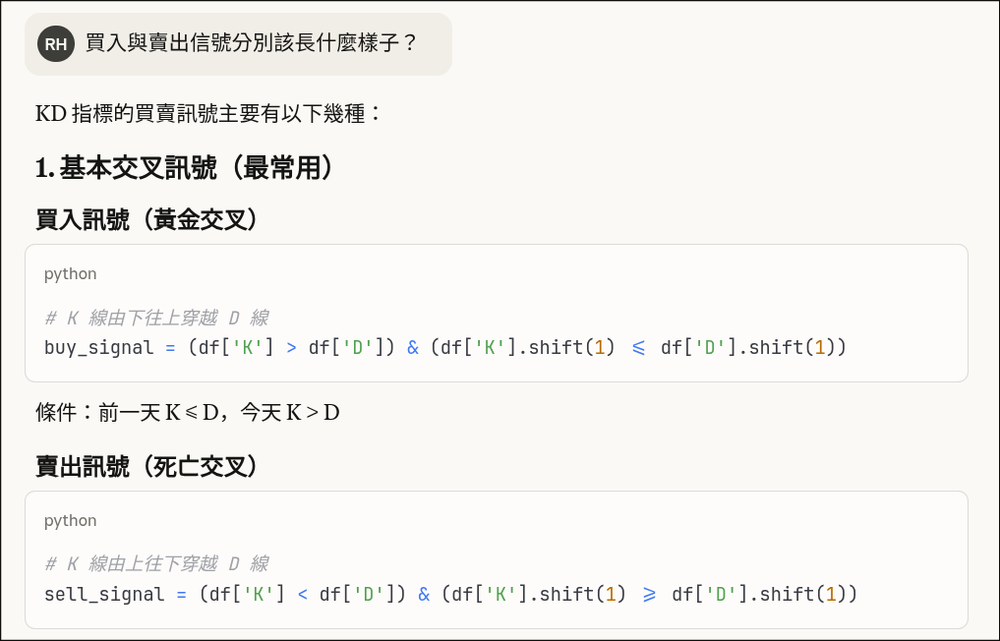 RH 買入與賣出信號分別該長什麼樣子？
KD 指標的買賣訊號主要有以下幾種：
1. 基本交叉訊號（最常用）
買入訊號（黃金交叉）
python
# K 線由下往上穿越 D 線
buy_signal = (df['K'] > df['D']) & (df['K'].shift(1) <= df['D'].shift(1))
條件：前一天 K ≤ D，今天 K > D
賣出訊號（死亡交叉）
python
# K 線由上往下穿越 D 線
sell_signal = (df['K'] < df['D']) & (df['K'].shift(1) >= df['D'].shift(1))